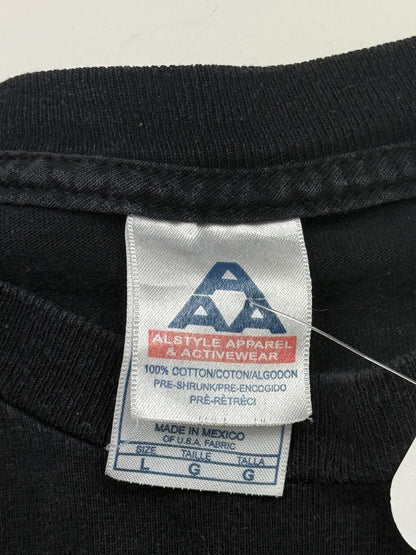 A
A A
ALSTYLE APPAREL
& ACTIVEWEAR
100% COTTON/COTON/ALGODON
PRE-SHRUNK/PRE-ENCOGIDO
PRÉ-RÉTRÉCI
MADE IN MEXICO
OF U.S.A. FABRIC
SIZE TAILLE TALLA
L G G